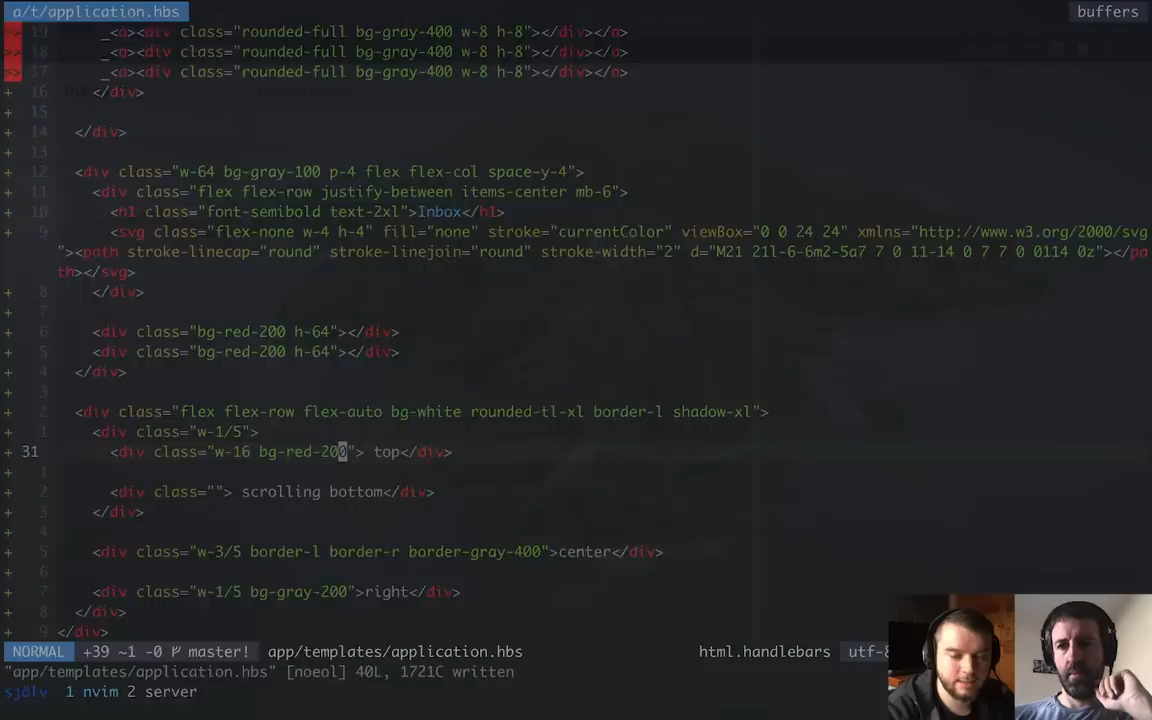 a/t/application.hbs buffers
>> 19 _<a><div class="rounded-full bg-gray-400 w-8 h-8"></div></a>
>> 18 _<a><div class="rounded-full bg-gray-400 w-8 h-8"></div></a>
>> 17 _<a><div class="rounded-full bg-gray-400 w-8 h-8"></div></a>
+ 16 </div>
+ 15
+ 14 </div>
+ 13
+ 12 <div class="w-64 bg-gray-100 p-4 flex flex-col space-y-4">
+ 11 <div class="flex flex-row justify-between items-center mb-6">
+ 10 <h1 class="font-semibold text-2xl">Inbox</h1>
+ 9 <svg class="flex-none w-4 h-4" fill="none" stroke="currentColor" viewBox="0 0 24 24" xmlns="http://www.w3.org/2000/svg
"><path stroke-linecap="round" stroke-linejoin="round" stroke-width="2" d="M21 21l-6-6m2-5a7 7 0 11-14 0 7 7 0 0114 0z"></pa
th></svg>
+ 8 </div>
+ 7
+ 6 <div class="bg-red-200 h-64"></div>
+ 5 <div class="bg-red-200 h-64"></div>
+ 4 </div>
+ 3
+ 2 <div class="flex flex-row flex-auto bg-white rounded-tl-xl border-l shadow-xl">
+ 1 <div class="w-1/5">
+ 31 <div class="w-16 bg-red-200"> top</div>
+ 1
+ 2 <div class=""> scrolling bottom</div>
+ 3 </div>
+ 4
+ 5 <div class="w-3/5 border-l border-r border-gray-400">center</div>
+ 6
+ 7 <div class="w-1/5 bg-gray-200">right</div>
+ 8 </div>
+ 9 </div>
NORMAL +39 ~1 -0 master! app/templates/application.hbs html.handlebars utf-8
"app/templates/application.hbs" [noeol] 40L, 1721C written
själv 1 nvim 2 server